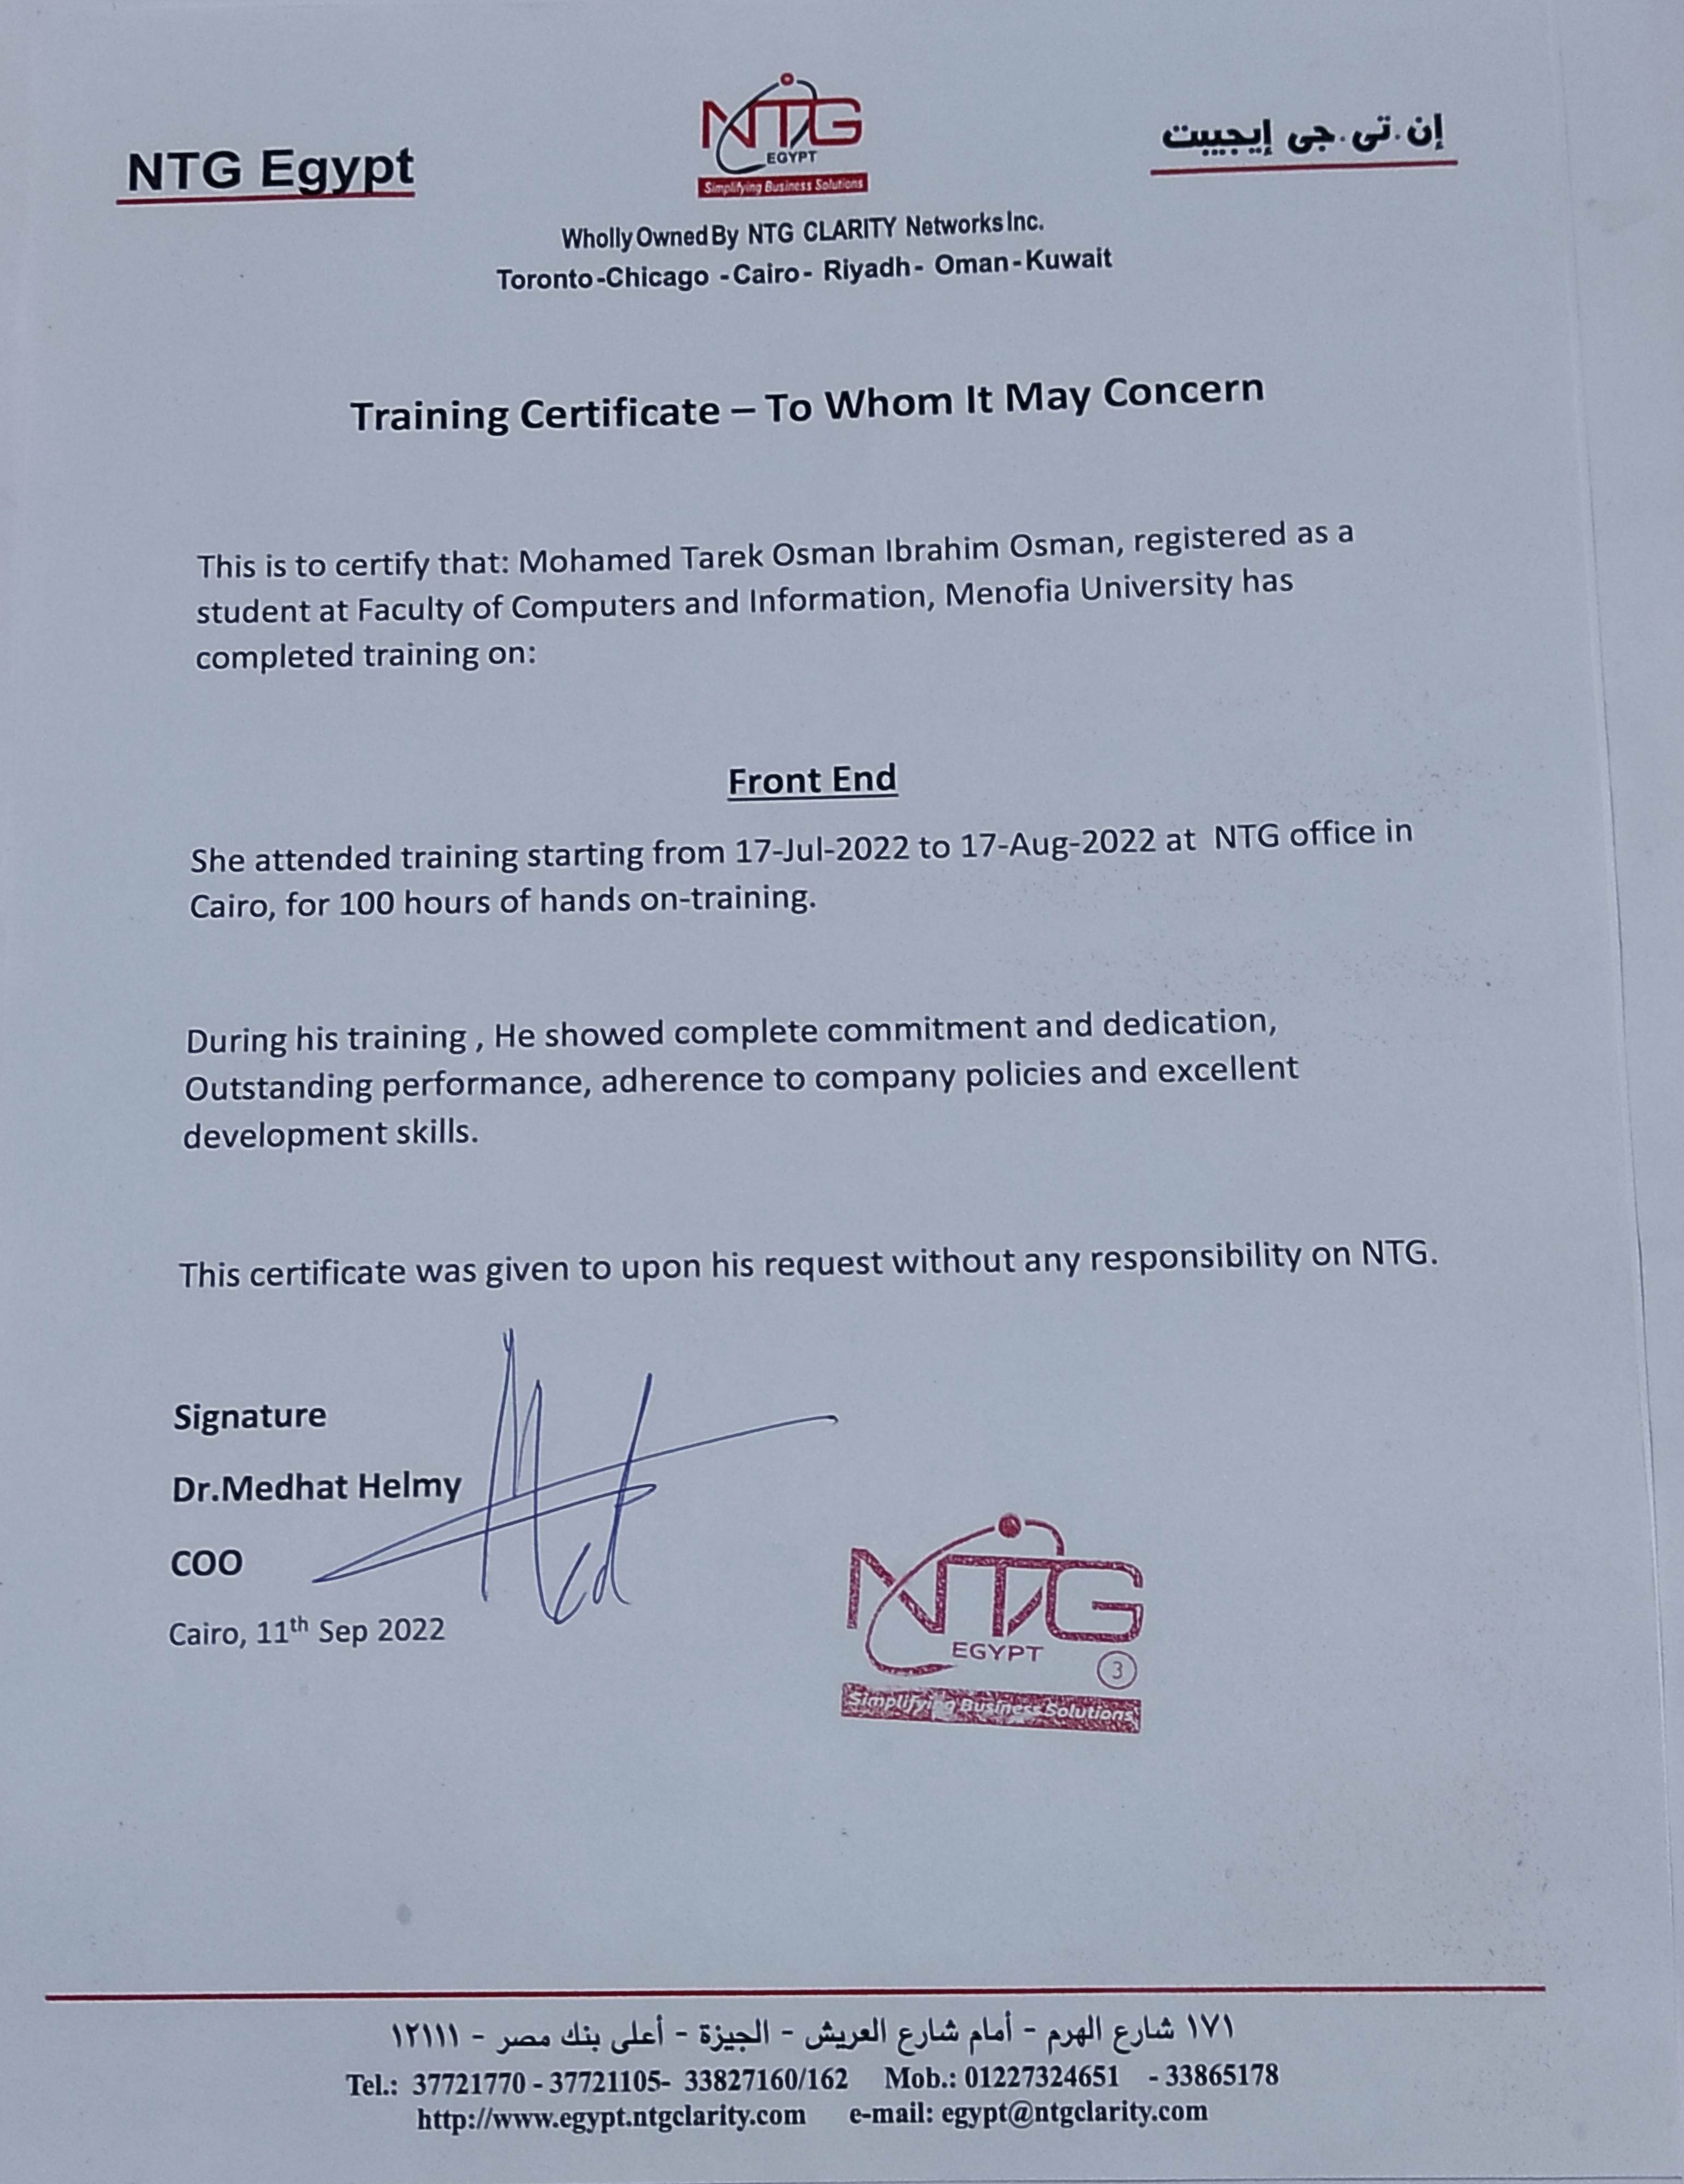 NTG Egypt
NTG
EGYPT
Simplifying Business Solutions
إن.تى.جى إيجيبت
Wholly Owned By NTG CLARITY Networks Inc.
Toronto-Chicago - Cairo- Riyadh- Oman-Kuwait
Training Certificate – To Whom It May Concern
This is to certify that: Mohamed Tarek Osman Ibrahim Osman, registered as a
student at Faculty of Computers and Information, Menofia University has
completed training on:
Front End
She attended training starting from 17-Jul-2022 to 17-Aug-2022 at NTG office in
Cairo, for 100 hours of hands on-training.
During his training , He showed complete commitment and dedication,
Outstanding performance, adherence to company policies and excellent
development skills.
This certificate was given to upon his request without any responsibility on NTG.
Signature
Dr.Medhat Helmy
COO
Cairo, 11th Sep 2022
NTG
EGYPT
3
Simplifying Business Solutions
١٧١ شارع الهرم - أمام شارع العريش - الجيزة - أعلى بنك مصر - ١٢١١١
Tel.: 37721770 - 37721105- 33827160/162 Mob.: 01227324651 - 33865178
http://www.egypt.ntgclarity.com e-mail: egypt@ntgclarity.com